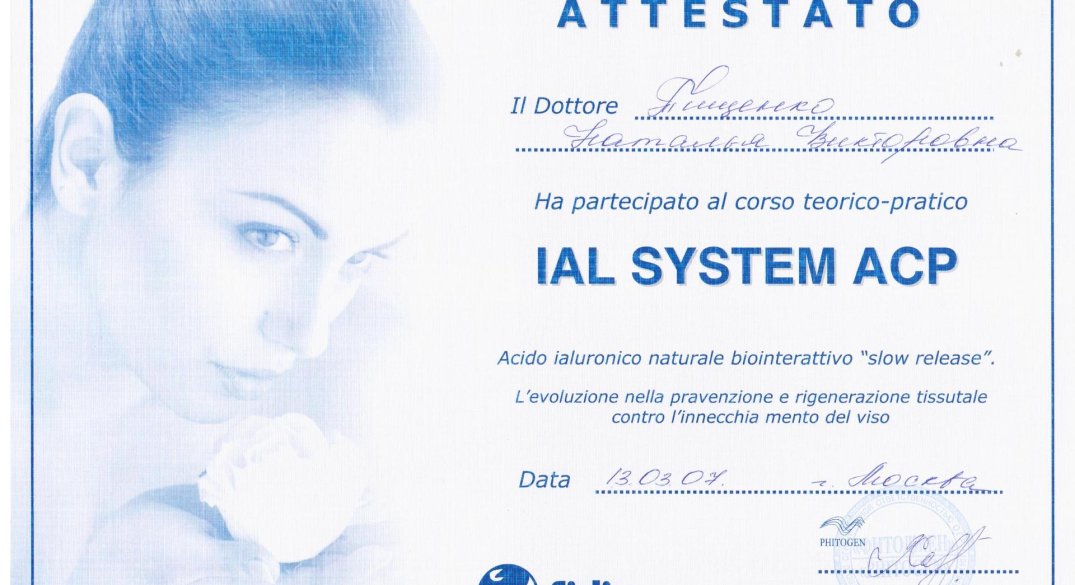 ATTESTATO
Il Dottore Пищенко
Наталья Викторовна
Ha partecipato al corso teorico-pratico
IAL SYSTEM ACP
Acido ialuronico naturale biointerattivo “slow release”.
L’evoluzione nella pravenzione e rigenerazione tissutale
contro l’innecchia mento del viso
Data 13.03.07. г. Москва
PHITOGEN